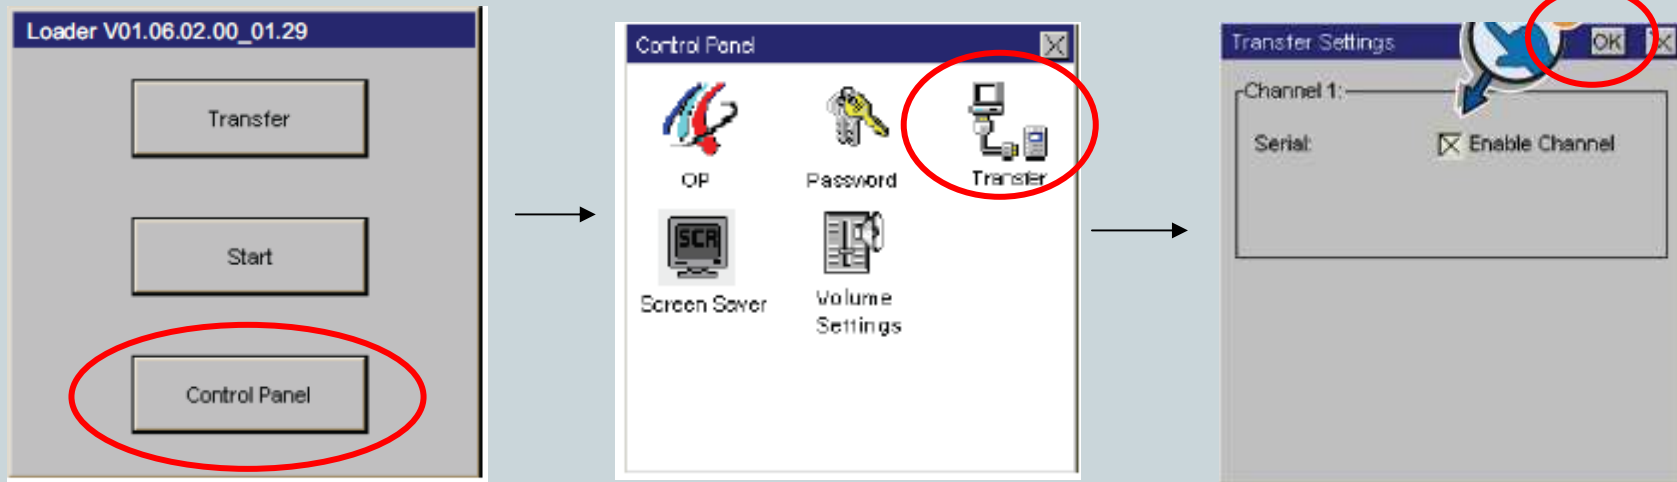 Loader V01.06.02.00_01.29
Transfer
Start
Control Panel
Control Panel
OP
Password
Transfer
SCR
Screen Saver
Volume
Settings
Transfer Settings
OK
Channel 1:
Serial:
Enable Channel